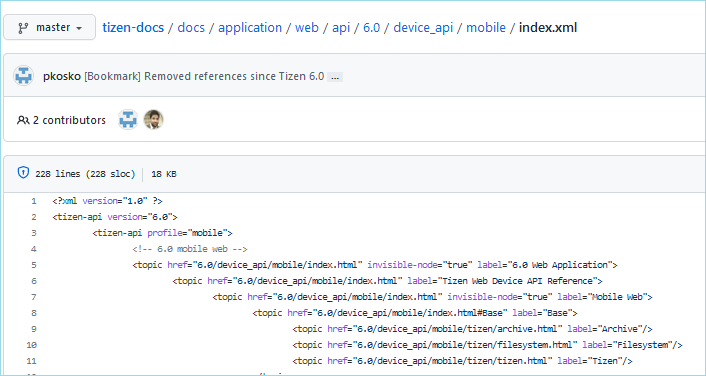 master tizen-docs / docs / application / web / api / 6.0 / device_api / mobile / index.xml
pkosko [Bookmark] Removed references since Tizen 6.0 ...
2 contributors
228 lines (228 sloc) 18 KB
1 <?xml version="1.0" ?>
2 <tizen-api version="6.0">
3 <tizen-api profile="mobile">
4 <!-- 6.0 mobile web -->
5 <topic href="6.0/device_api/mobile/index.html" invisible-node="true" label="6.0 Web Application">
6 <topic href="6.0/device_api/mobile/index.html" label="Tizen Web Device API Reference">
7 <topic href="6.0/device_api/mobile/index.html" invisible-node="true" label="Mobile Web">
8 <topic href="6.0/device_api/mobile/index.html#Base" label="Base">
9 <topic href="6.0/device_api/mobile/tizen/archive.html" label="Archive"/>
10 <topic href="6.0/device_api/mobile/tizen/filesystem.html" label="Filesystem"/>
11 <topic href="6.0/device_api/mobile/tizen/tizen.html" label="Tizen"/>